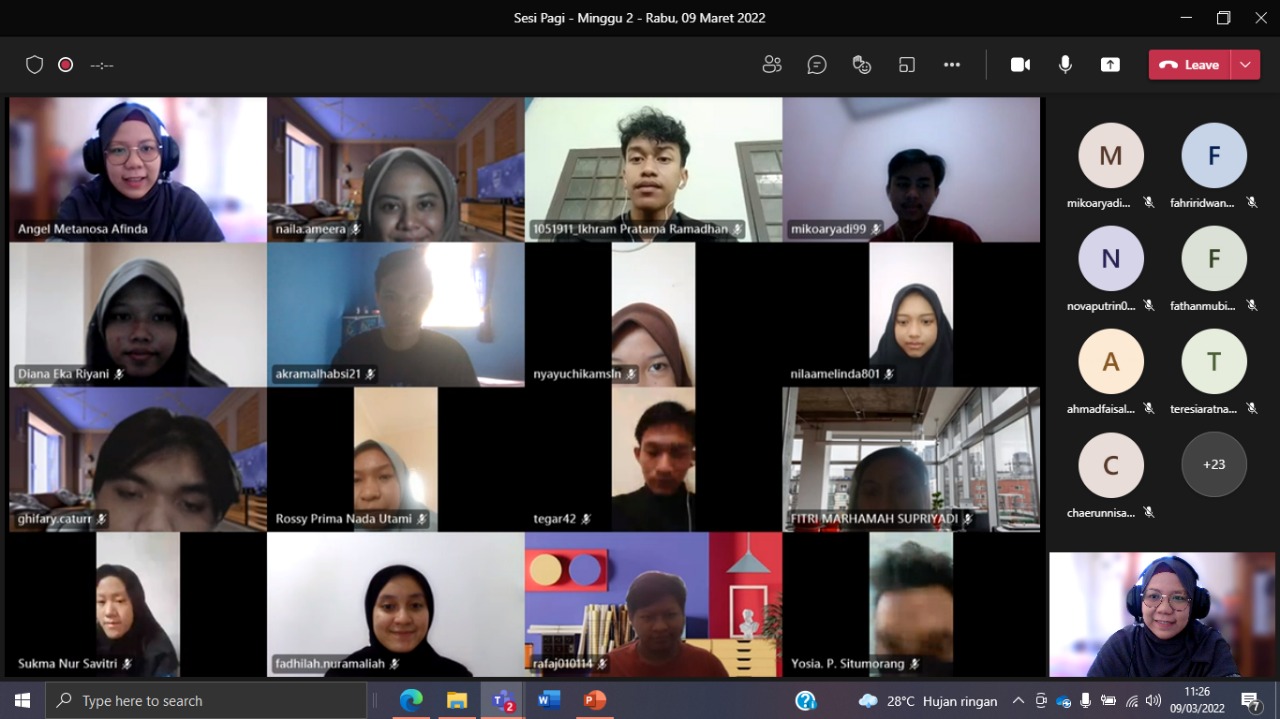 Sesi Pagi - Minggu 2 - Rabu, 09 Maret 2022
--:--
Leave
Angel Metanosa Afinda
naila.ameera
1051911_Ikhram Pratama Ramadhan
mikoaryadi99
Diana Eka Riyani
akramalhabsi21
nyayuchikamsln
nilaamelinda801
ghifary.caturr
Rossy Prima Nada Utami
tegar42
FITRI MARHAMAH SUPRIYADI
Sukma Nur Savitri
fadhilah.nuramaliah
rafaj010114
Yosia. P. Situmorang
M
F
mikoaryadi...
fahriridwan...
N
F
novaputrin0...
fathanmubi...
A
T
ahmadfaisal...
teresiaratna...
C
+23
chaerunnisa...
Type here to search
2
W
P
28°C Hujan ringan
11:26
09/03/2022
7